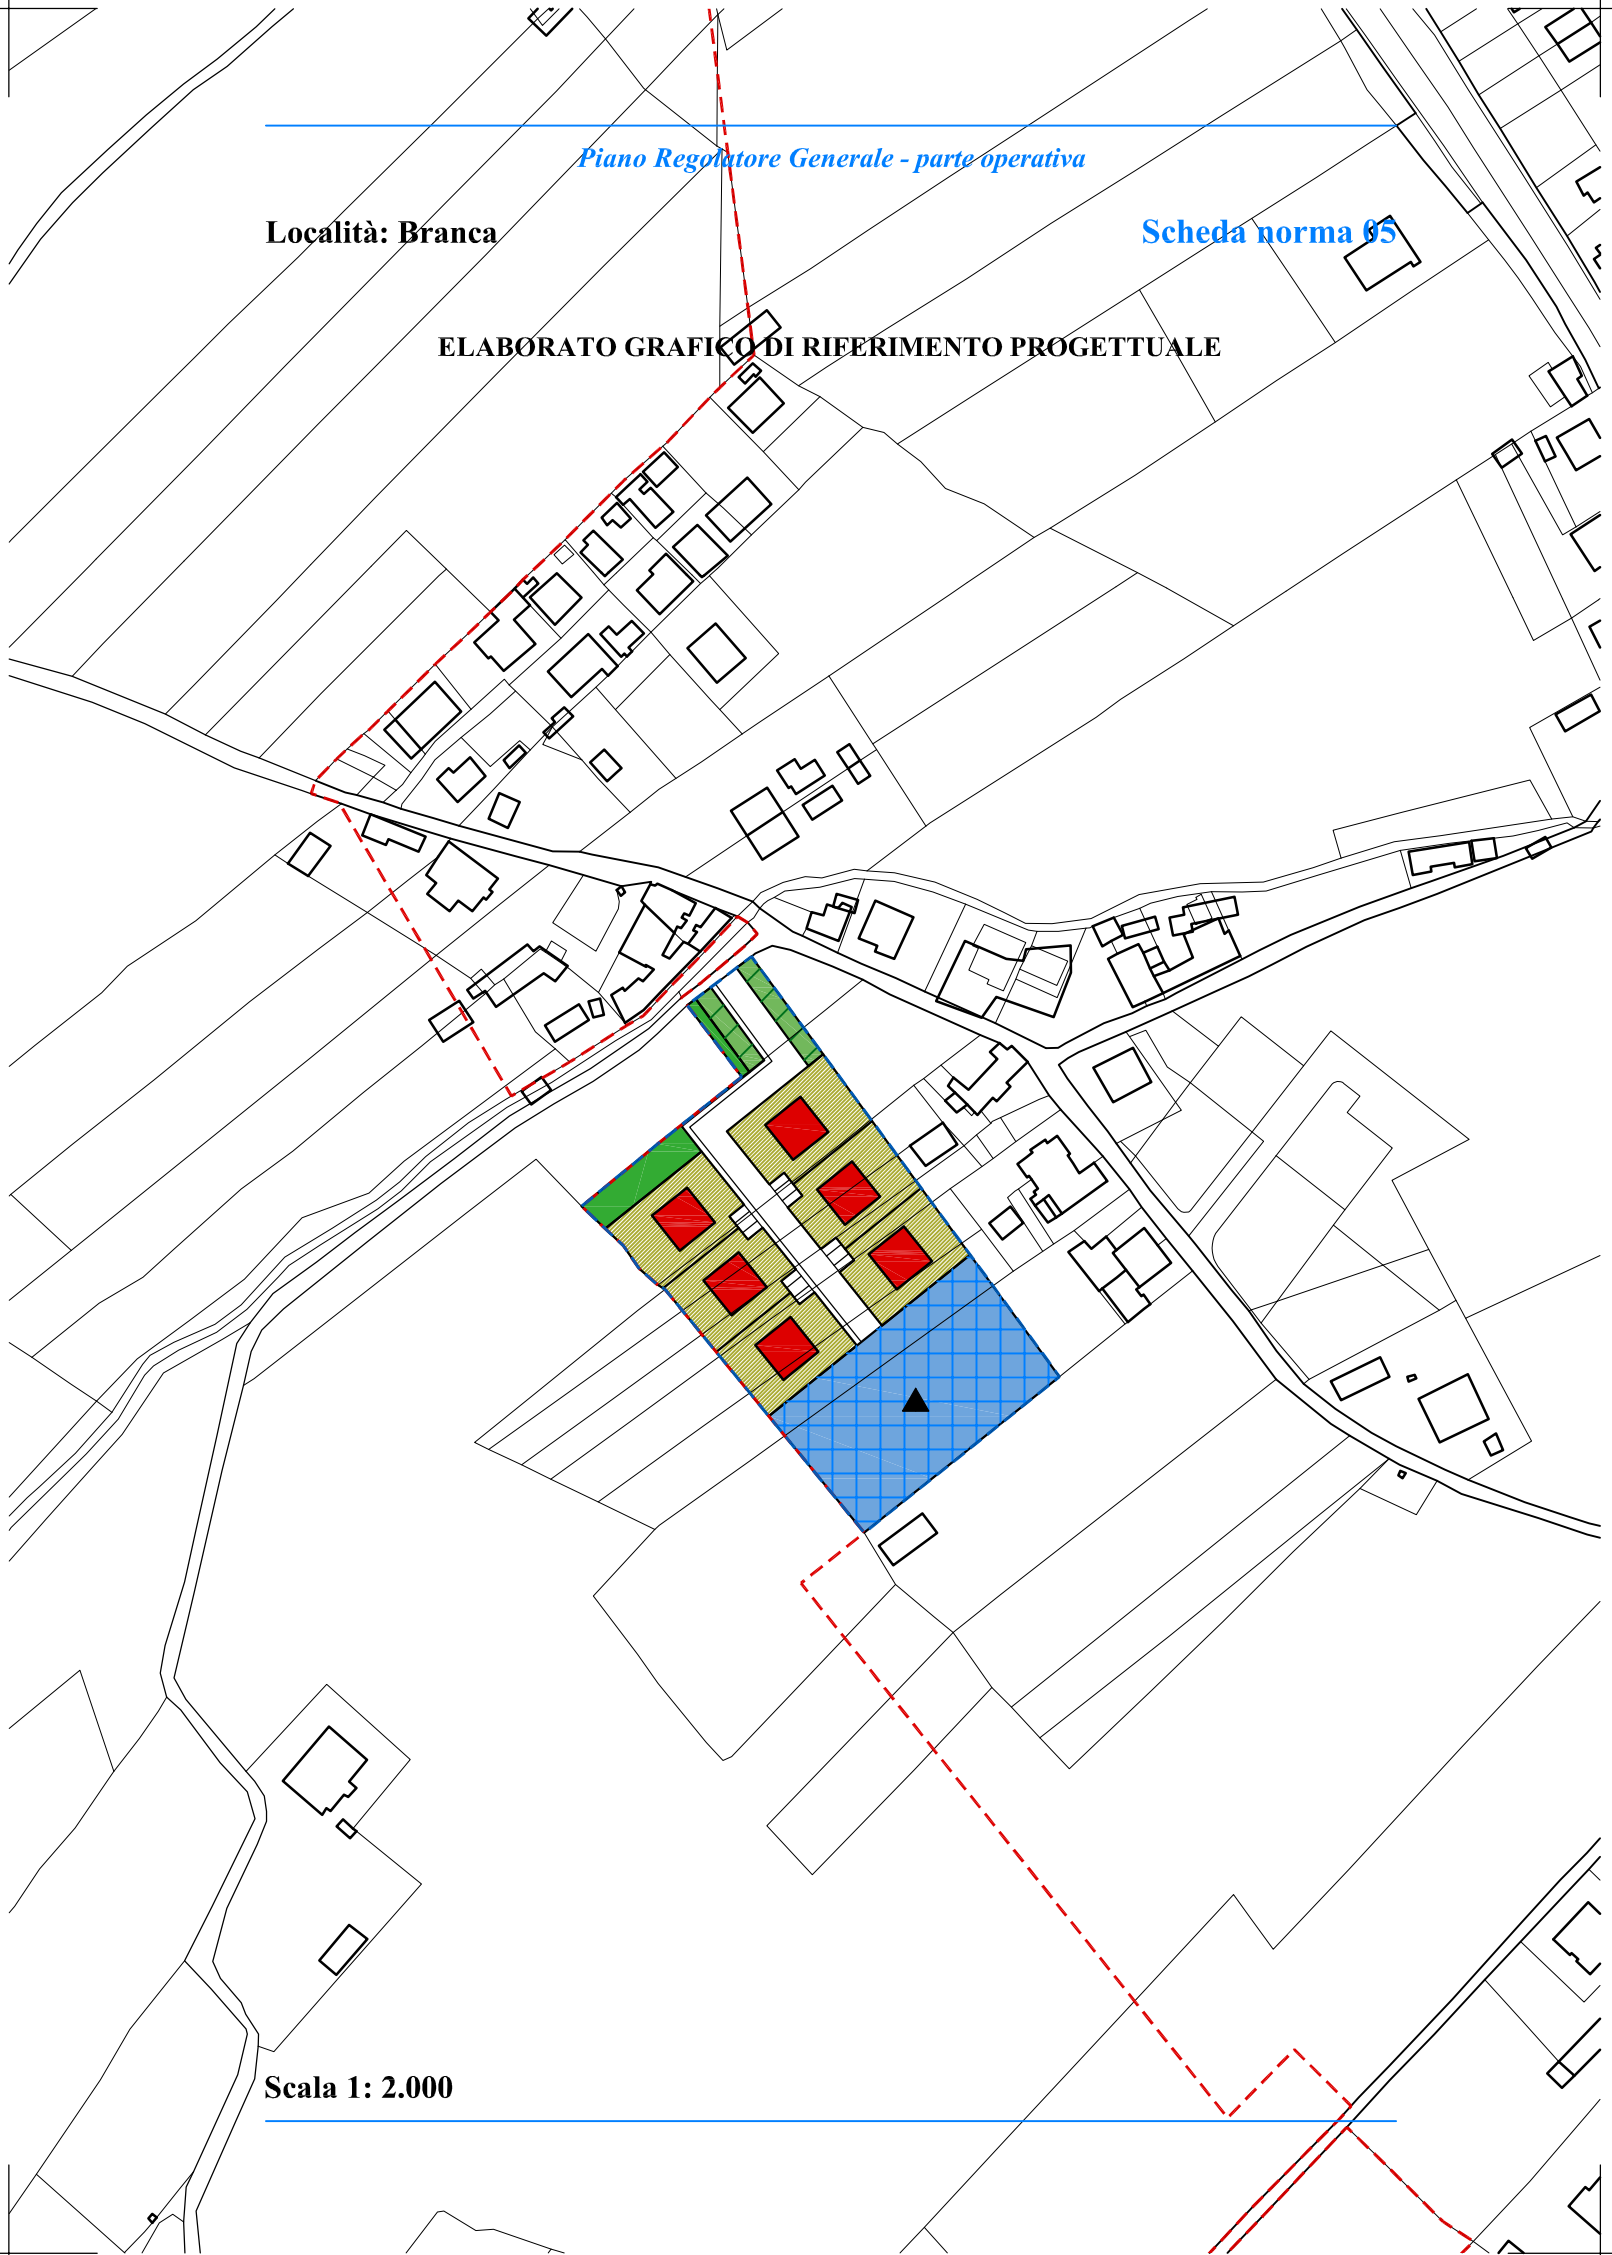 Piano Regolatore Generale - parte operativa
Località: Branca
Scheda norma 05
ELABORATO GRAFICO DI RIFERIMENTO PROGETTUALE
Scala 1: 2.000